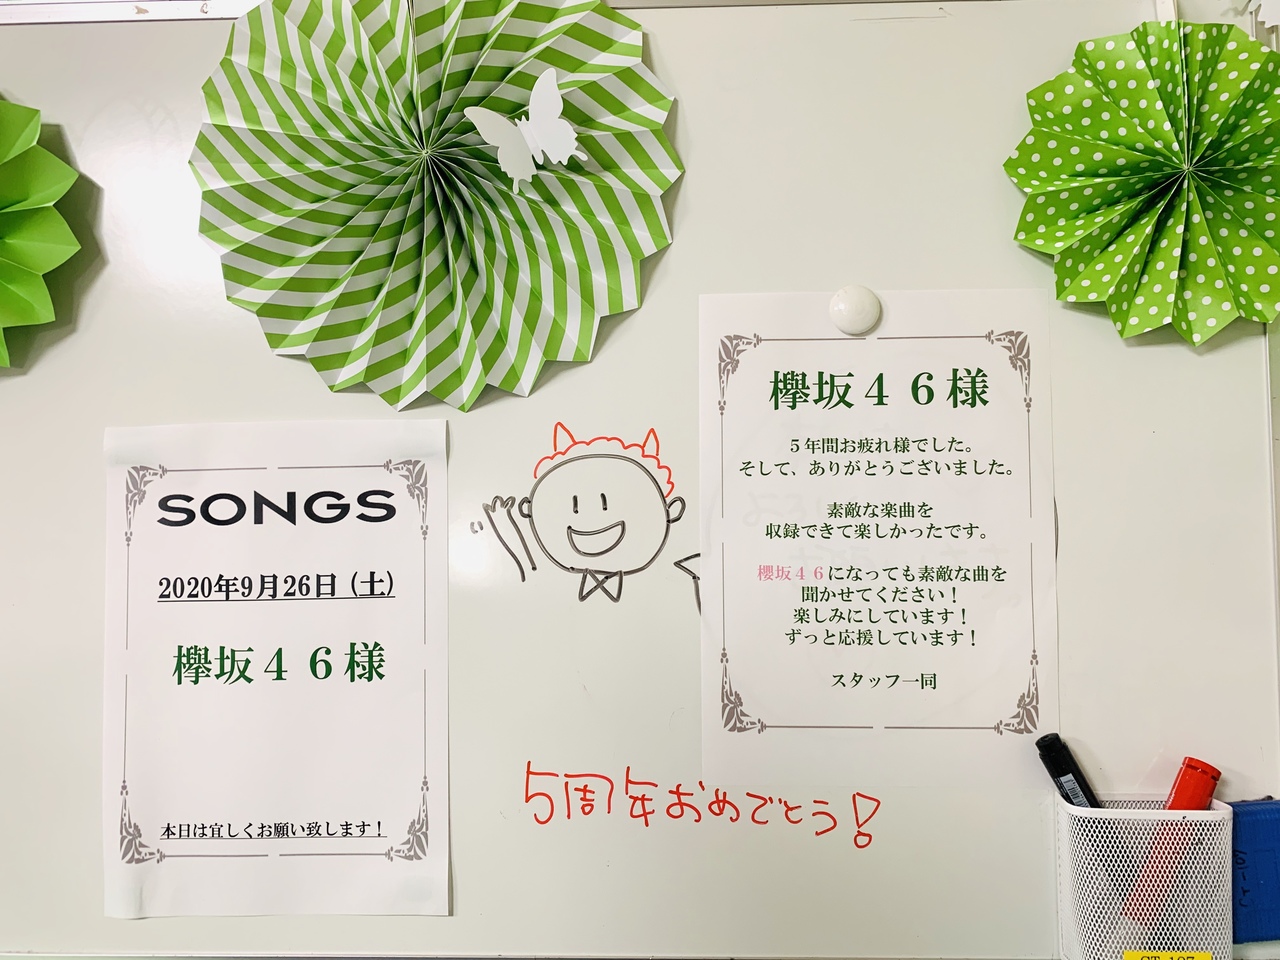 SONGS
2020年9月26日（土）
欅坂４６様
本日は宜しくお願い致します！
欅坂４６様
５年間お疲れ様でした。
そして、ありがとうございました。
素敵な楽曲を
収録できて楽しかったです。
櫻坂４６になっても素敵な曲を
聞かせてください！
楽しみにしています！
ずっと応援しています！
スタッフ一同
5周年おめでとう！